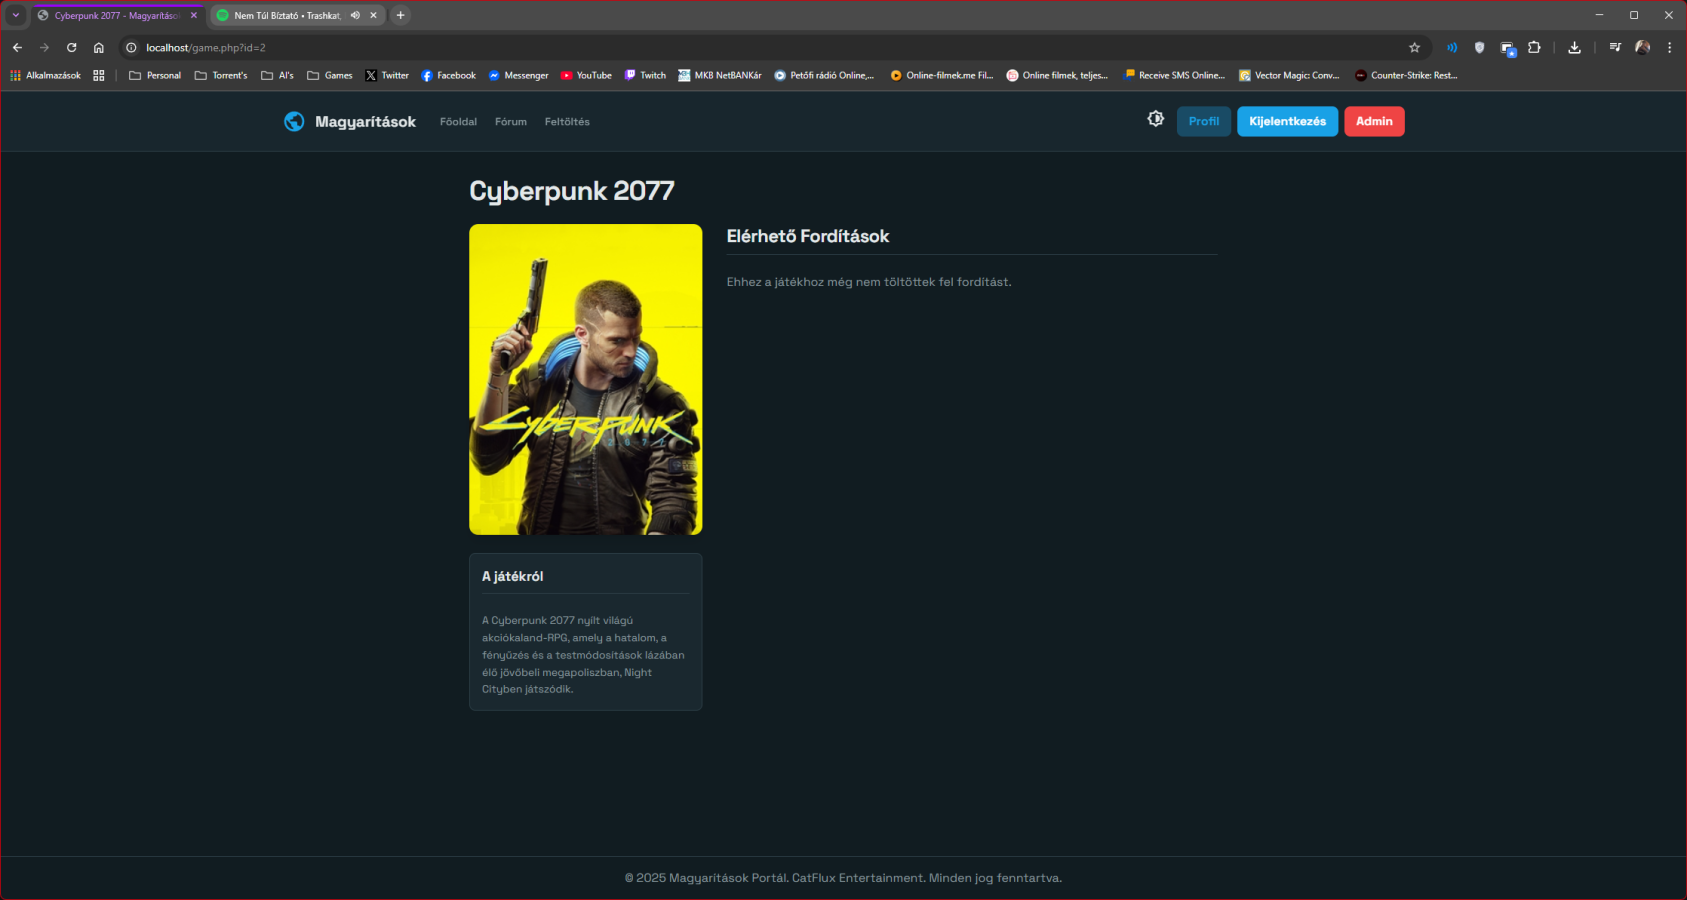 Cyberpunk 2077 - Magyarításo
Nem Túl Bíztató • Trashkat,
localhost/game.php?id=2
Alkalmazások
Personal
Torrent's
AI's
Games
Twitter
Facebook
Messenger
YouTube
Twitch
MKB NetBANKár
Petőfi rádió Online,...
Online-filmek.me Fil...
Online filmek, teljes...
Receive SMS Online...
Vector Magic: Conv...
Counter-Strike: Rest...
Magyarítások
Főoldal
Fórum
Feltöltés
Profil
Kijelentkezés
Admin
Cyberpunk 2077
Elérhető Fordítások
Ehhez a játékhoz még nem töltöttek fel fordítást.
CYBERPUNK
2077
A játékról
A Cyberpunk 2077 nyílt világú
akciókaland-RPG, amely a hatalom, a
fényűzés és a testmódosítások lázában
élő jövőbeli megapoliszban, Night
Cityben játszódik.
© 2025 Magyarítások Portál. CatFlux Entertainment. Minden jog fenntartva.